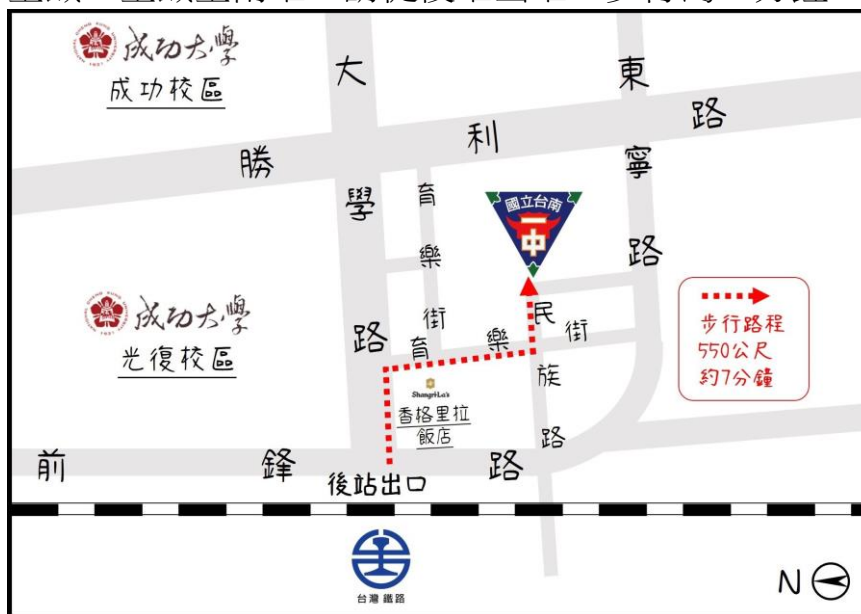 成功大學
成功校區
大學路
東寧路
勝利路
育樂街
國立台南
一中
成功大學
光復校區
育樂街
民族路
步行路程
550公尺
約7分鐘
Shangri-La's
香格里拉
飯店
前鋒路
後站出口
台灣鐵路
N